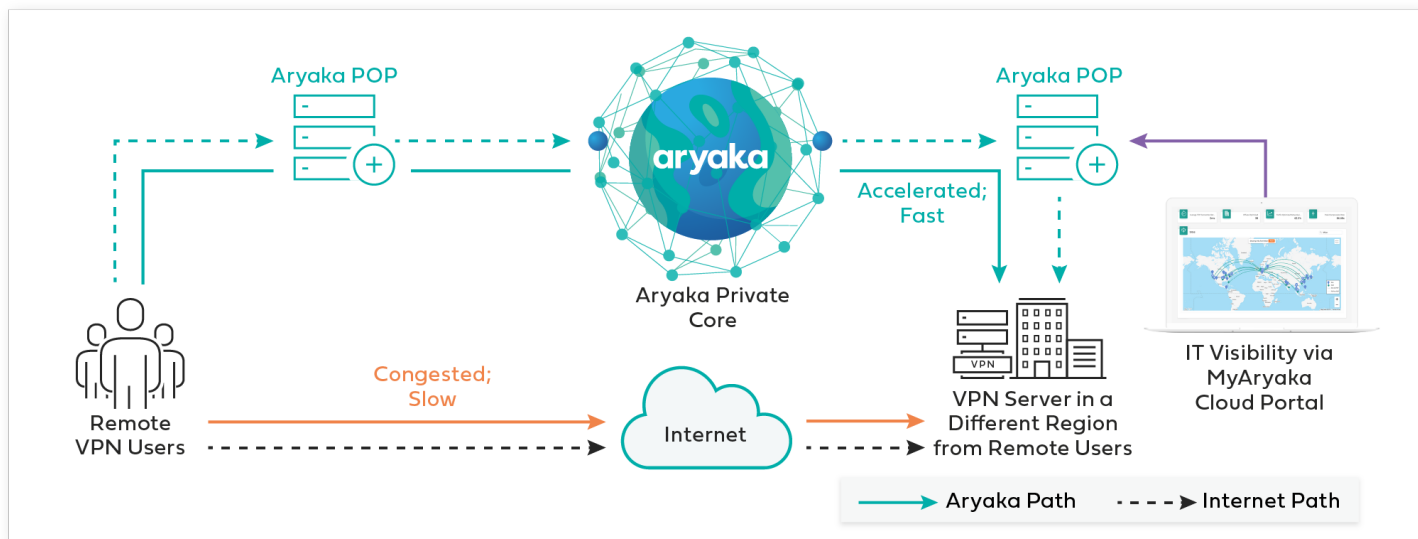 Aryaka POP
Aryaka POP
aryaka
Accelerated;
Fast
Aryaka Private
Core
Congested;
Slow
Internet
Remote
VPN Users
VPN
VPN Server in a
Different Region
from Remote Users
IT Visibility via
MyAryaka
Cloud Portal
Aryaka Path
Internet Path